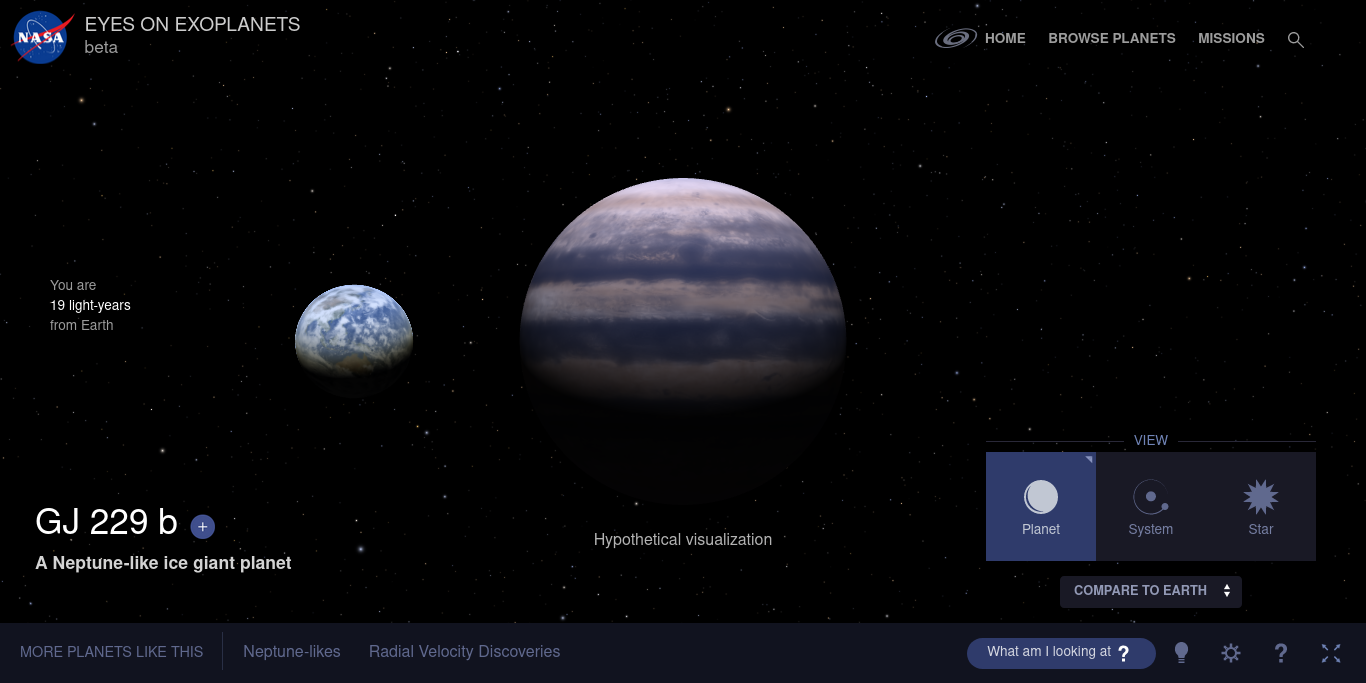 NASA
EYES ON EXOPLANETS
beta
HOME
BROWSE PLANETS
MISSIONS
You are
19 light-years
from Earth
GJ 229 b +
A Neptune-like ice giant planet
Hypothetical visualization
VIEW
Planet
System
Star
COMPARE TO EARTH
MORE PLANETS LIKE THIS
Neptune-likes
Radial Velocity Discoveries
What am I looking at ?
?